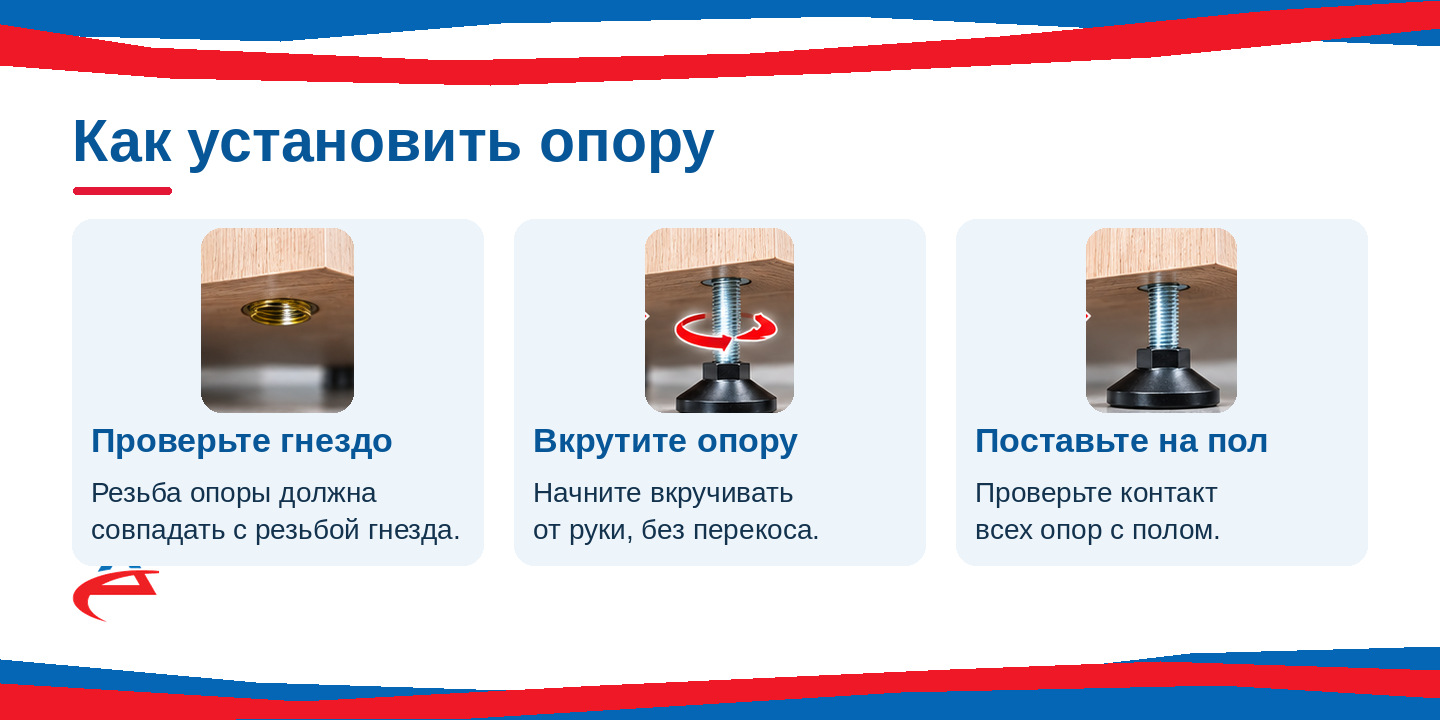 Как установить опору
Проверьте гнездо
Резьба опоры должна
совпадать с резьбой гнезда.
Вкрутите опору
Начните вкручивать
от руки, без перекоса.
Поставьте на пол
Проверьте контакт
всех опор с полом.